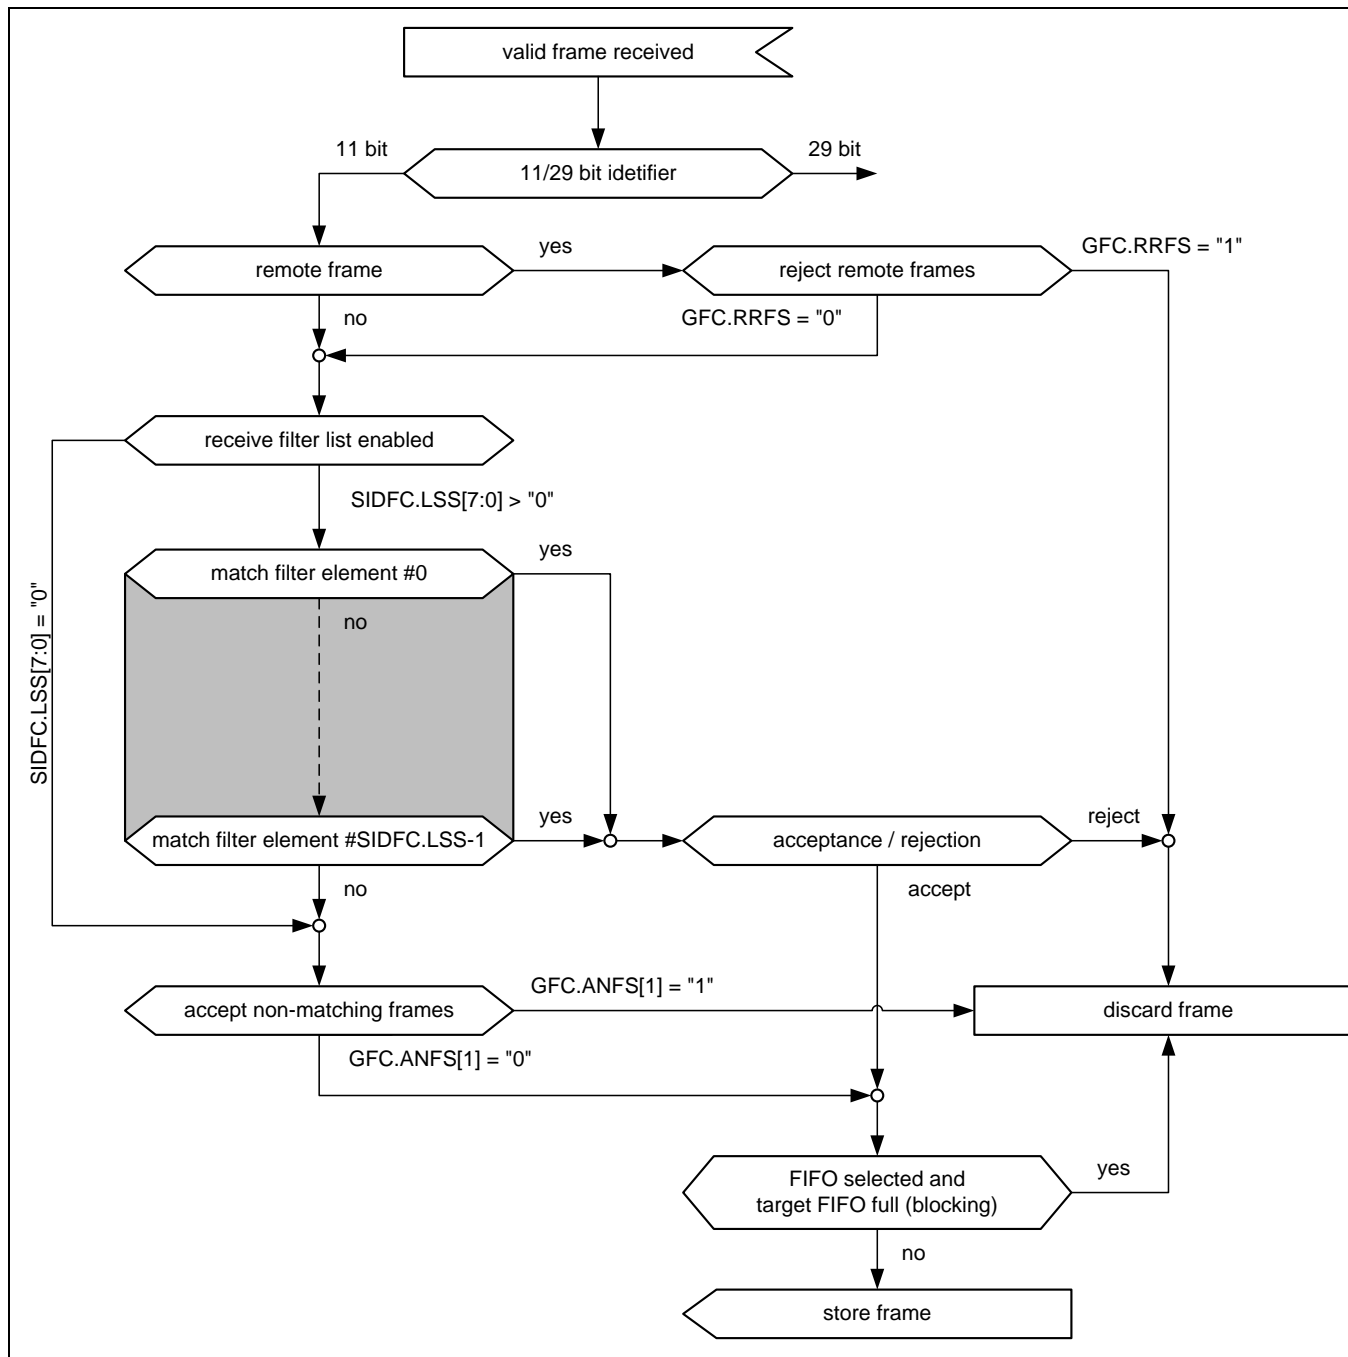 valid frame received
11 bit
29 bit
11/29 bit idetifier
remote frame
yes
reject remote frames
GFC.RRFS = "1"
no
GFC.RRFS = "0"
receive filter list enabled
SIDFC.LSS[7:0] > "0"
match filter element #0
yes
no
SIDFC.LSS[7:0] = "0"
match filter element #SIDFC.LSS-1
yes
acceptance / rejection
reject
no
accept
accept non-matching frames
GFC.ANFS[1] = "1"
discard frame
GFC.ANFS[1] = "0"
FIFO selected and
target FIFO full (blocking)
yes
no
store frame